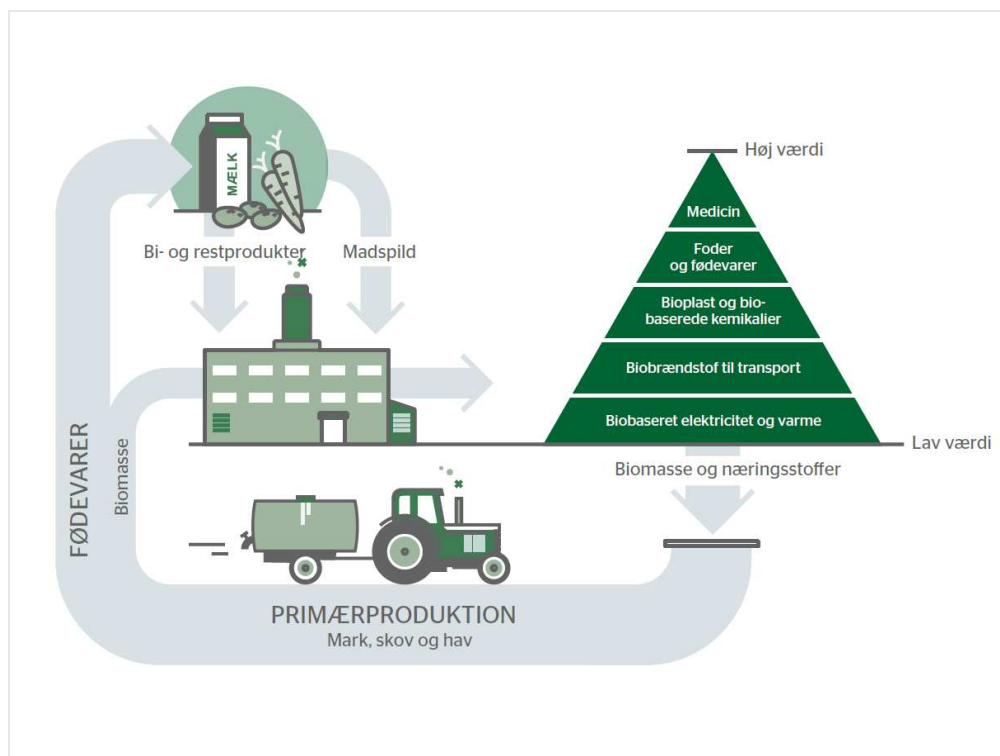 MÆLK
Bi- og restprodukter
Madspild
FØDEVARER
Biomasse
PRIMÆRPRODUKTION
Mark, skov og hav
Høj værdi
Medicin
Foder
og fødevarer
Bioplast og bio-
baserede kemikalier
Biobrændstof til transport
Biobaseret elektricitet og varme
Lav værdi
Biomasse og næringsstoffer